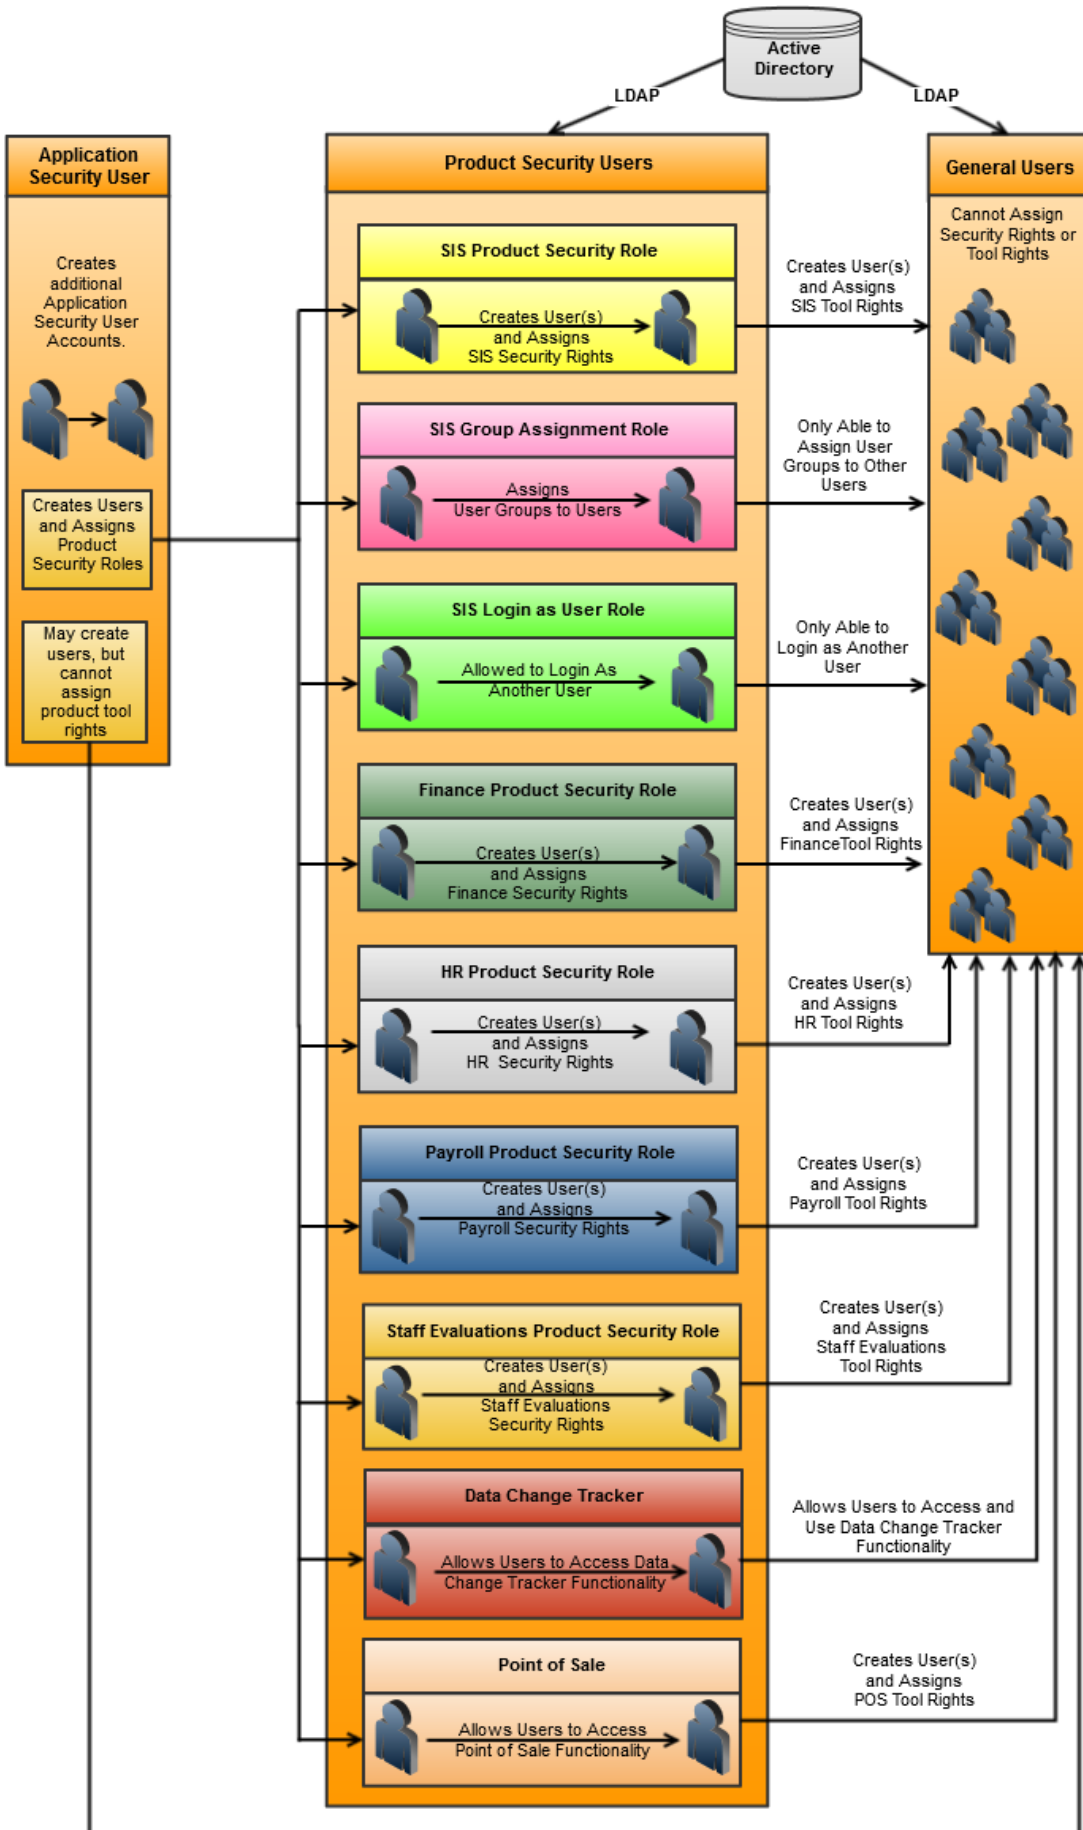 Active
Directory
LDAP
LDAP
Application
Security User
Creates
additional
Application
Security User
Accounts.
Creates Users
and Assigns
Product
Security Roles
May create
users, but
cannot
assign
product tool
rights
Product Security Users
SIS Product Security Role
Creates User(s)
and Assigns
SIS Security Rights
Creates User(s)
and Assigns
SIS Tool Rights
SIS Group Assignment Role
Assigns
User Groups to Users
Only Able to
Assign User
Groups to Other
Users
SIS Login as User Role
Allowed to Login As
Another User
Only Able to
Login as Another
User
Finance Product Security Role
Creates User(s)
and Assigns
Finance Security Rights
Creates User(s)
and Assigns
FinanceTool Rights
HR Product Security Role
Creates User(s)
and Assigns
HR Security Rights
Creates User(s)
and Assigns
HR Tool Rights
Payroll Product Security Role
Creates User(s)
and Assigns
Payroll Security Rights
Creates User(s)
and Assigns
Payroll Tool Rights
Staff Evaluations Product Security Role
Creates User(s)
and Assigns
Staff Evaluations
Security Rights
Creates User(s)
and Assigns
Staff Evaluations
Tool Rights
Data Change Tracker
Allows Users to Access Data
Change Tracker Functionality
Allows Users to Access and
Use Data Change Tracker
Functionality
Point of Sale
Allows Users to Access
Point of Sale Functionality
Creates User(s)
and Assigns
POS Tool Rights
General Users
Cannot Assign
Security Rights or
Tool Rights